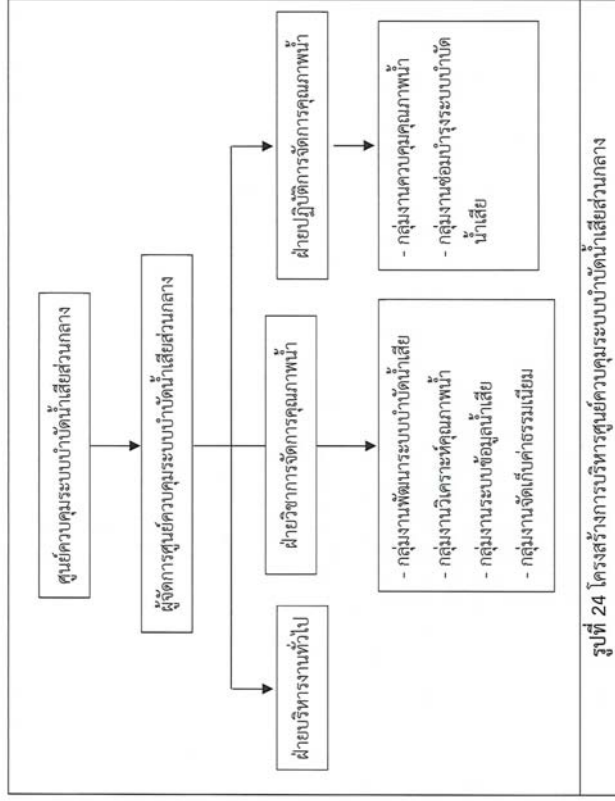 ศูนย์ควบคุมระบบบำบัดน้ำเสียส่วนกลาง
ผู้จัดการศูนย์ควบคุมระบบบำบัดน้ำเสียส่วนกลาง
ฝ่ายบริหารงานทั่วไป
ฝ่ายวิชาการจัดการคุณภาพน้ำ
- กลุ่มงานพัฒนาระบบบำบัดน้ำเสีย
- กลุ่มงานวิเคราะห์คุณภาพน้ำ
- กลุ่มงานระบบข้อมูลน้ำเสีย
- กลุ่มงานจัดเก็บค่าธรรมเนียม
ฝ่ายปฏิบัติการจัดการคุณภาพน้ำ
- กลุ่มงานควบคุมคุณภาพน้ำ
- กลุ่มงานซ่อมบำรุงระบบบำบัด
น้ำเสีย
รูปที่ 24 โครงสร้างการบริหารศูนย์ควบคุมระบบบำบัดน้ำเสียส่วนกลาง